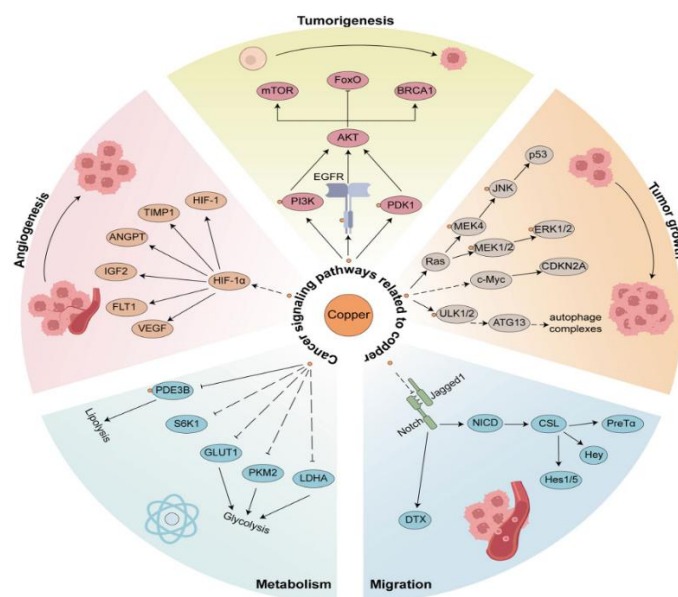 Tumorigenesis
FoxO
mTOR
BRCA1
AKT
EGFR
PI3K
PDK1
Angiogenesis
HIF-1
TIMP1
ANGPT
IGF2
HIF-1α
FLT1
VEGF
Tumor growth
p53
JNK
MEK4
ERK1/2
MEK1/2
Ras
c-Myc
CDKN2A
ULK1/2
ATG13
autophage
complexes
Cancer signaling pathways related to copper
Copper
PDE3B
Lipolysis
S6K1
GLUT1
PKM2
LDHA
Glycolysis
Metabolism
Jagged1
Notch
NICD
CSL
PreTα
Hey
Hes1/5
DTX
Migration